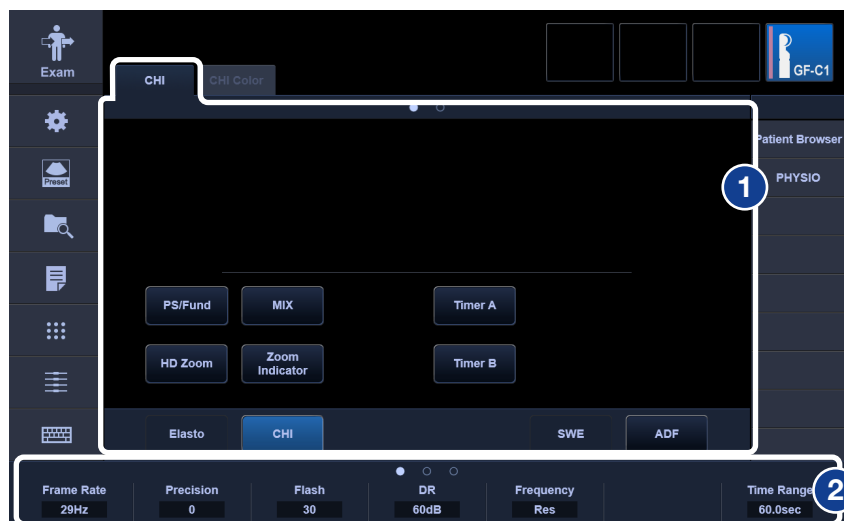 Exam
GF-C1
CHI
CHI Color
Patient Browser
1
PHYSIO
Preset
PS/Fund
MIX
Timer A
HD Zoom
Zoom
Indicator
Timer B
Elasto
CHI
SWE
ADF
Frame Rate
Precision
Flash
DR
Frequency
Time Range
2
29Hz
0
30
60dB
Res
60.0sec